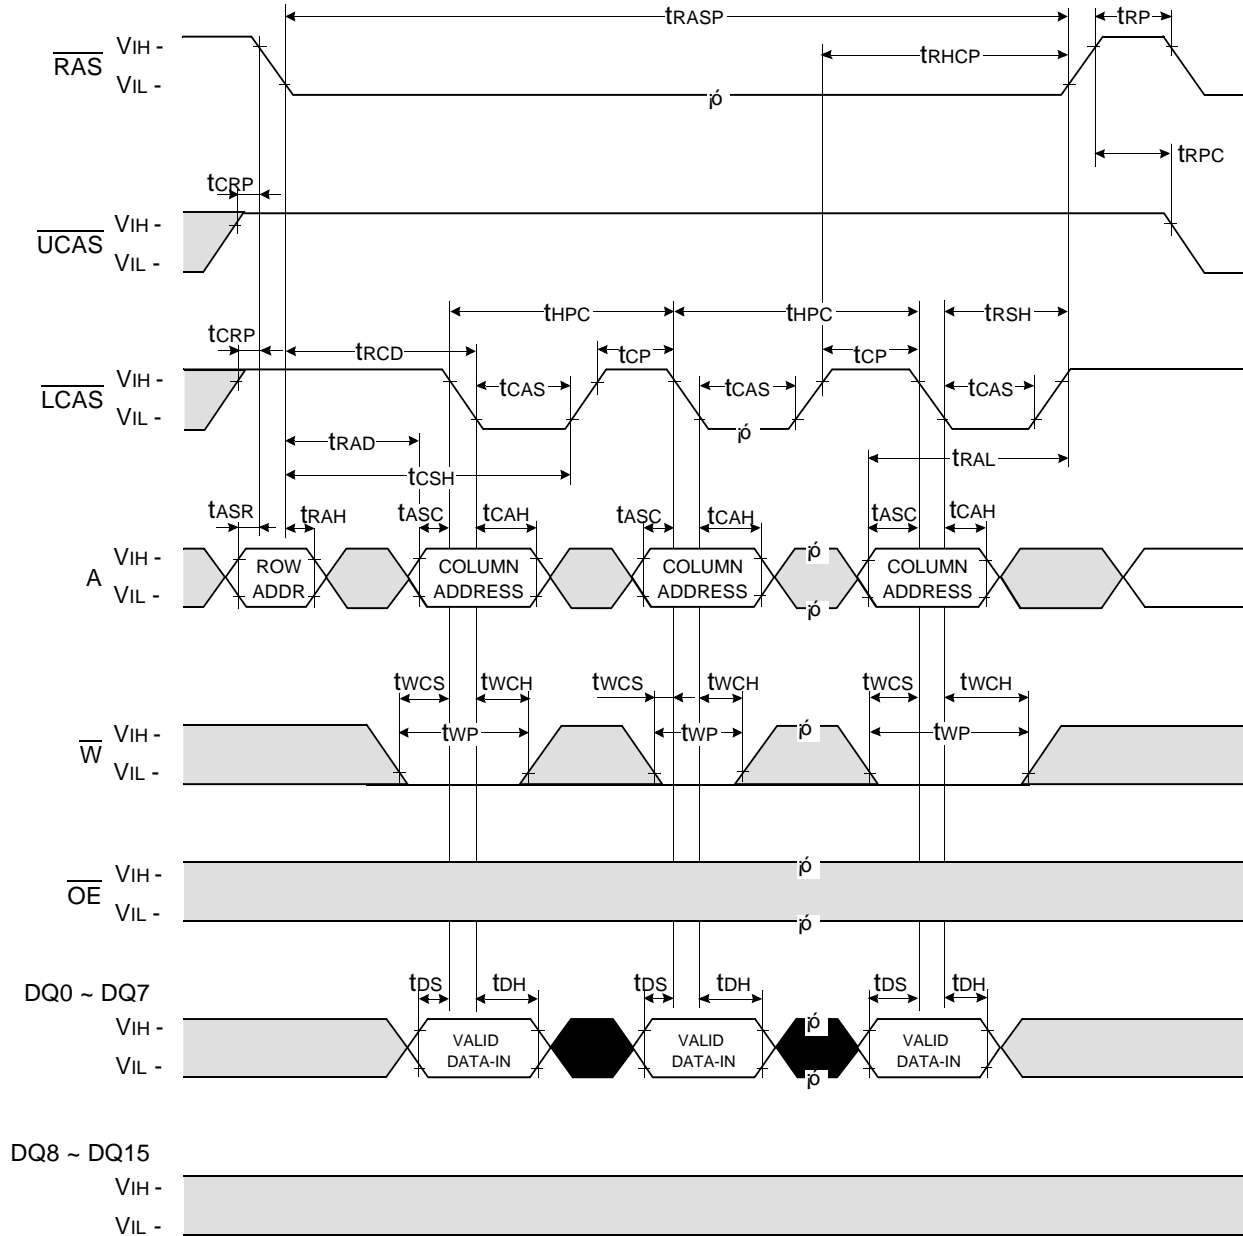 tRASP
tRP
RAS
VIH -
VIL -
tRHCP
¡ó
tRPC
tCRP
UCAS
VIH -
VIL -
tHPC
tHPC
tRSH
tCRP
tRCD
tCP
tCP
LCAS
VIH -
VIL -
tCAS
tCAS
tCAS
¡ó
tRAD
tCSH
tRAL
tASR
tRAH
tASC
tCAH
tASC
tCAH
tASC
tCAH
A
VIH -
VIL -
ROW
ADDR
COLUMN
ADDRESS
COLUMN
ADDRESS
¡ó
¡ó
COLUMN
ADDRESS
tWCS
tWCH
tWCS
tWCH
tWCS
tWCH
W
VIH -
VIL -
tWP
tWP
¡ó
tWP
OE
VIH -
VIL -
¡ó
¡ó
DQ0 ~ DQ7
tDS
tDH
tDS
tDH
tDS
tDH
VIH -
VIL -
VALID
DATA-IN
VALID
DATA-IN
¡ó
¡ó
VALID
DATA-IN
DQ8 ~ DQ15
VIH -
VIL -